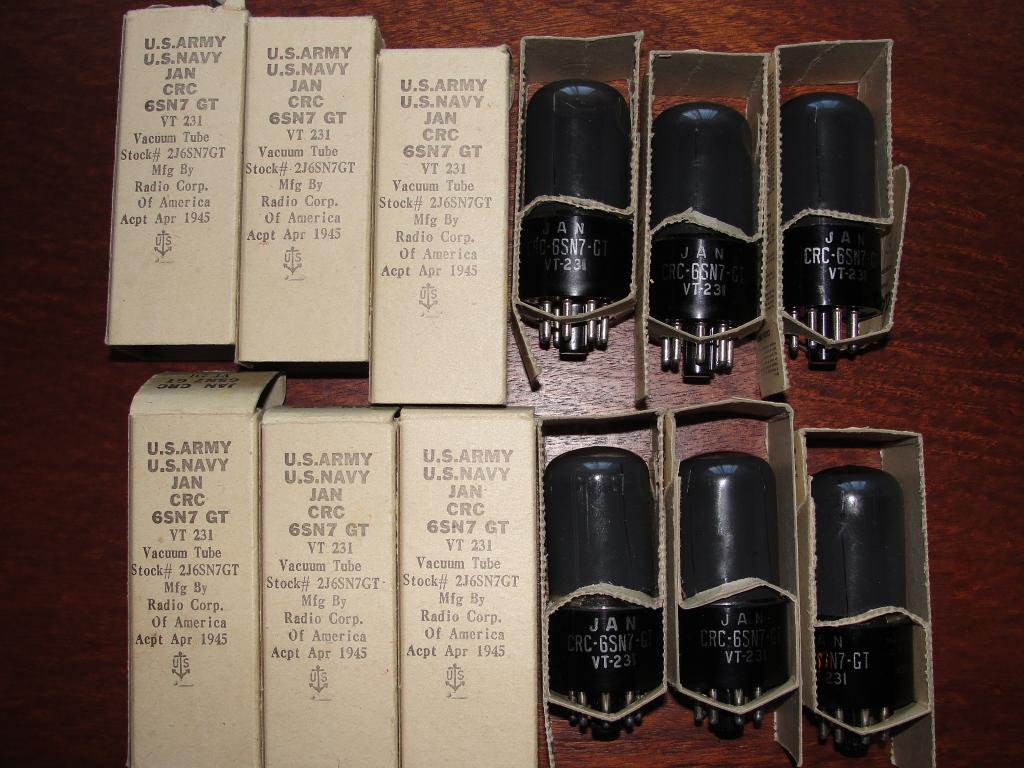 U.S.ARMY
U.S.NAVY
JAN
CRC
6SN7 GT
VT 231
Vacuum Tube
Stock# 2J6SN7GT
Mfg By
Radio Corp.
Of America
Acpt Apr 1945
U.S.ARMY
U.S.NAVY
JAN
CRC
6SN7 GT
VT 231
Vacuum Tube
Stock# 2J6SN7GT
Mfg By
Radio Corp.
Of America
Acpt Apr 1945
U.S.ARMY
U.S.NAVY
JAN
CRC
6SN7 GT
VT 231
Vacuum Tube
Stock# 2J6SN7GT
Mfg By
Radio Corp.
Of America
Acpt Apr 1945
JAN
CRC-6SN7-GT
VT-231
JAN
CRC-6SN7-GT
VT-231
JAN
CRC-6SN7-G
VT-231
JAN CRC
6SN7 GT
VT 231
U.S.ARMY
U.S.NAVY
JAN
CRC
6SN7 GT
VT 231
Vacuum Tube
Stock# 2J6SN7GT
Mfg By
Radio Corp.
Of America
Acpt Apr 1945
U.S.ARMY
U.S.NAVY
JAN
CRC
6SN7 GT
VT 231
Vacuum Tube
Stock# 2J6SN7GT
Mfg By
Radio Corp.
Of America
Acpt Apr 1945
U.S.ARMY
U.S.NAVY
JAN
CRC
6SN7 GT
VT 231
Vacuum Tube
Stock# 2J6SN7GT
Mfg By
Radio Corp.
Of America
Acpt Apr 1945
JAN
CRC-6SN7-GT
VT-231
JAN
CRC-6SN7-GT
VT-231
AN
6SN7-GT
231